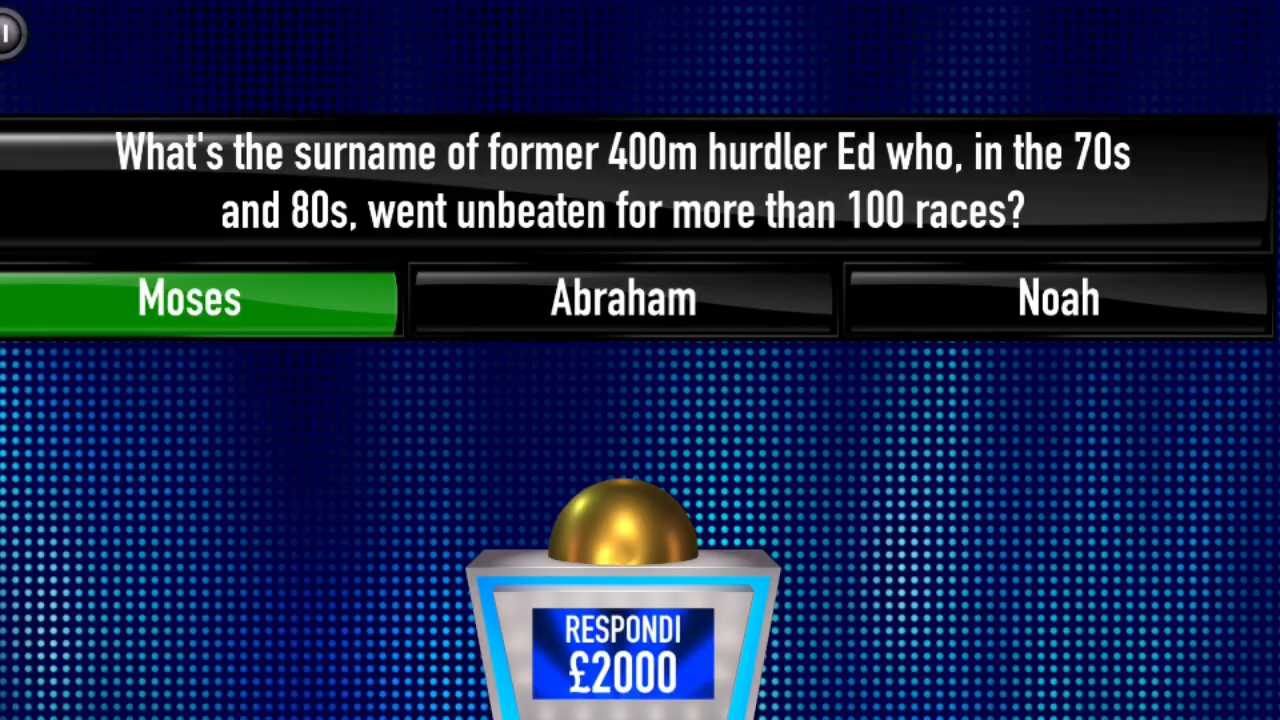 What's the surname of former 400m hurdler Ed who, in the 70s
and 80s, went unbeaten for more than 100 races?
Moses
Abraham
Noah
RESPONDI
£2000